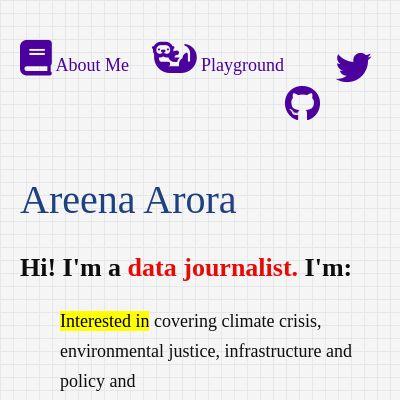 About Me Playground
Areena Arora
Hi! I'm a data journalist. I'm:
Interested in covering climate crisis,
environmental justice, infrastructure and
policy and